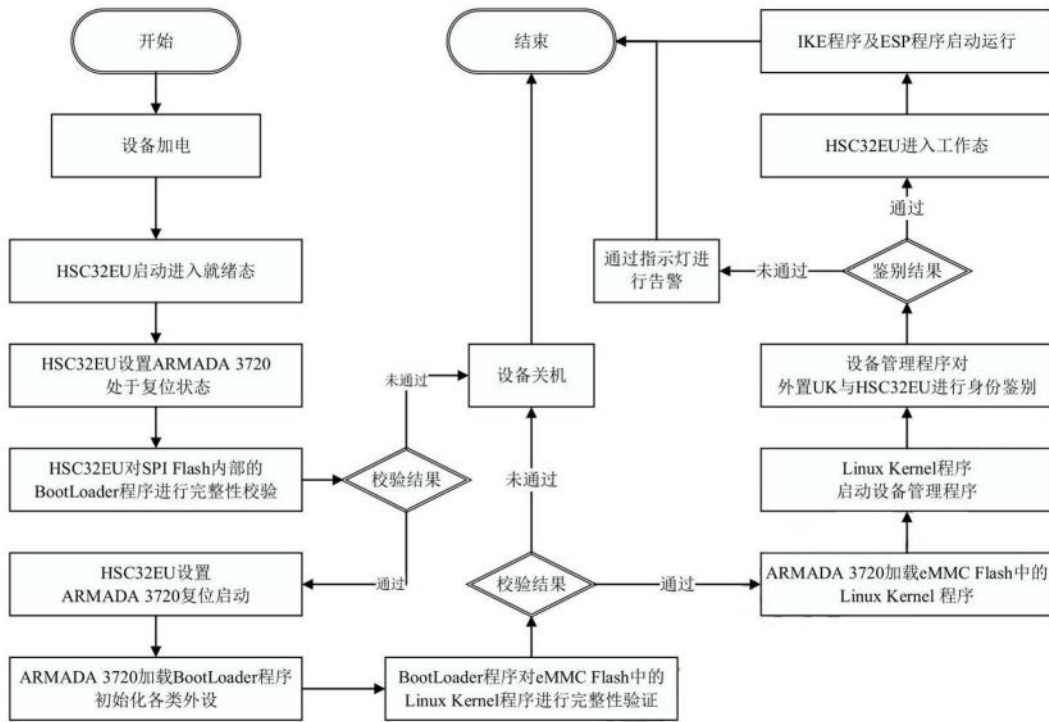 开始
设备加电
HSC32EU启动进入就绪态
HSC32EU设置ARMADA 3720
处于复位状态
HSC32EU对SPI Flash内部的
BootLoader程序进行完整性校验
校验结果
未通过
通过
HSC32EU设置
ARMADA 3720复位启动
ARMADA 3720加载BootLoader程序
初始化各类外设
BootLoader程序对eMMC Flash中的
Linux Kernel程序进行完整性验证
校验结果
未通过
设备关机
结束
通过
ARMADA 3720加载eMMC Flash中的
Linux Kernel 程序
Linux Kernel程序
启动设备管理程序
设备管理程序对
外置UK与HSC32EU进行身份鉴别
鉴别结果
未通过
通过指示灯进
行告警
通过
HSC32EU进入工作态
IKE程序及ESP程序启动运行